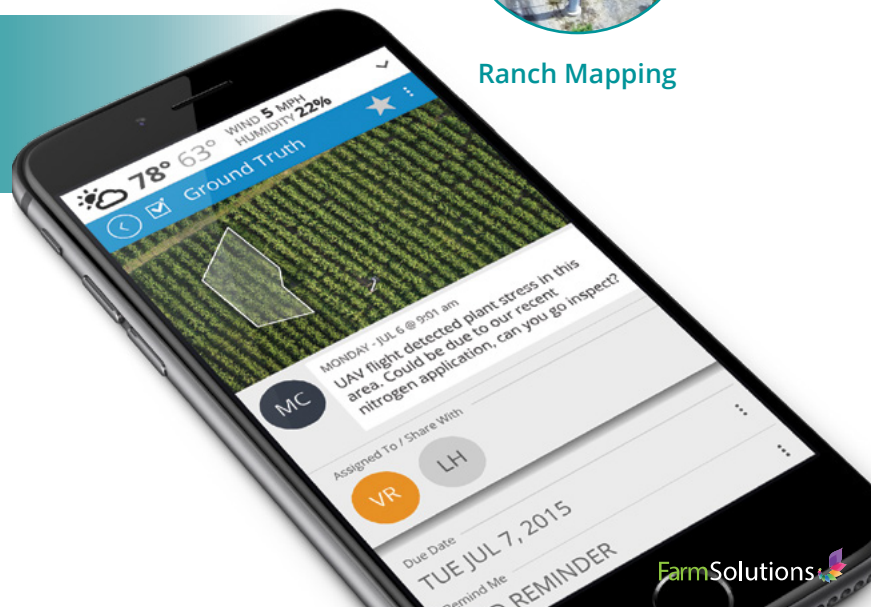 Ranch Mapping
78° 63°
WIND 5 MPH
HUMIDITY 22%
Ground Truth
MONDAY - JUL 6 @ 9:01 am
UAV flight detected plant stress in this
area. Could be due to our recent
nitrogen application, can you go inspect?
MC
Assigned To / Share With
VR
LH
Due Date
TUE JUL 7, 2015
Remind Me
REMINDER
FarmSolutions